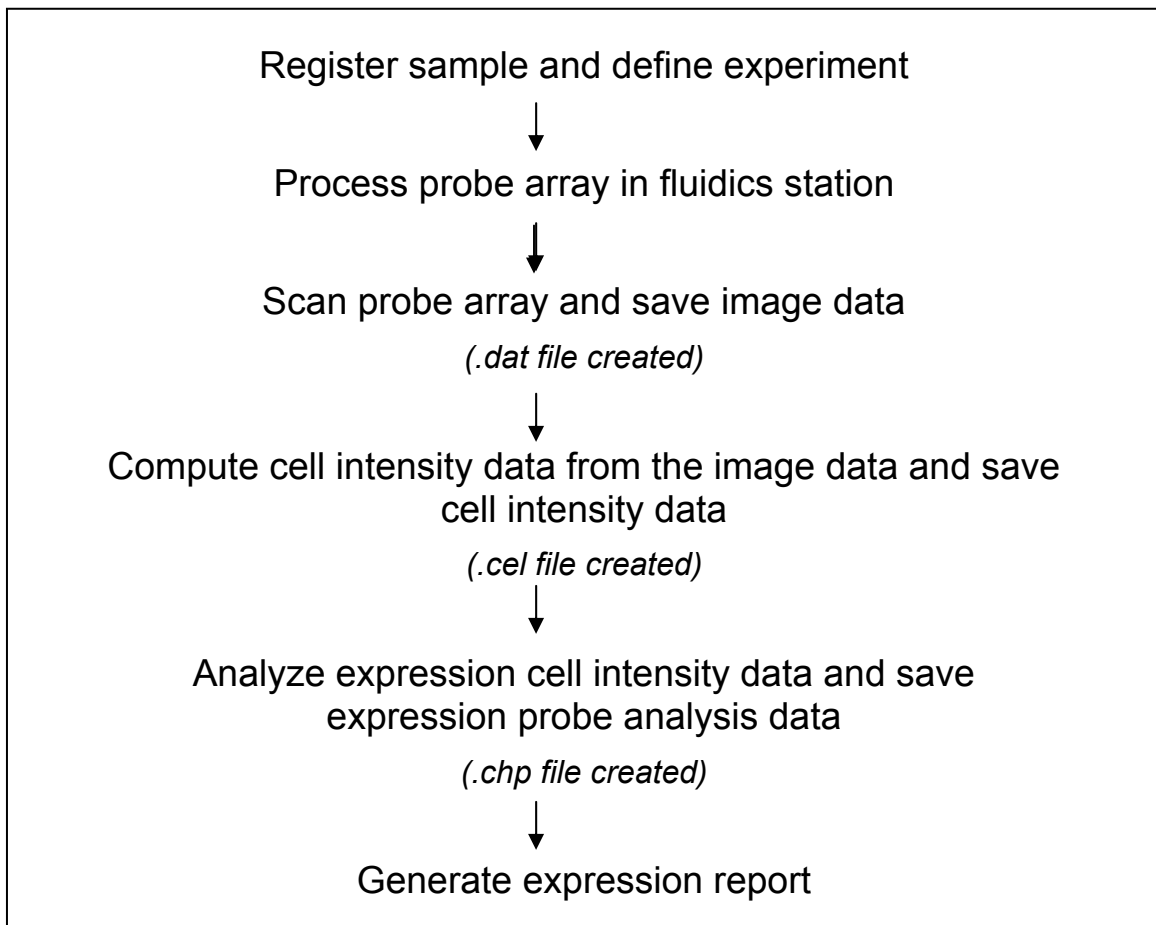 Register sample and define experiment
Process probe array in fluidics station
Scan probe array and save image data
(.dat file created)
Compute cell intensity data from the image data and save
cell intensity data
(.cel file created)
Analyze expression cell intensity data and save
expression probe analysis data
(.chp file created)
Generate expression report